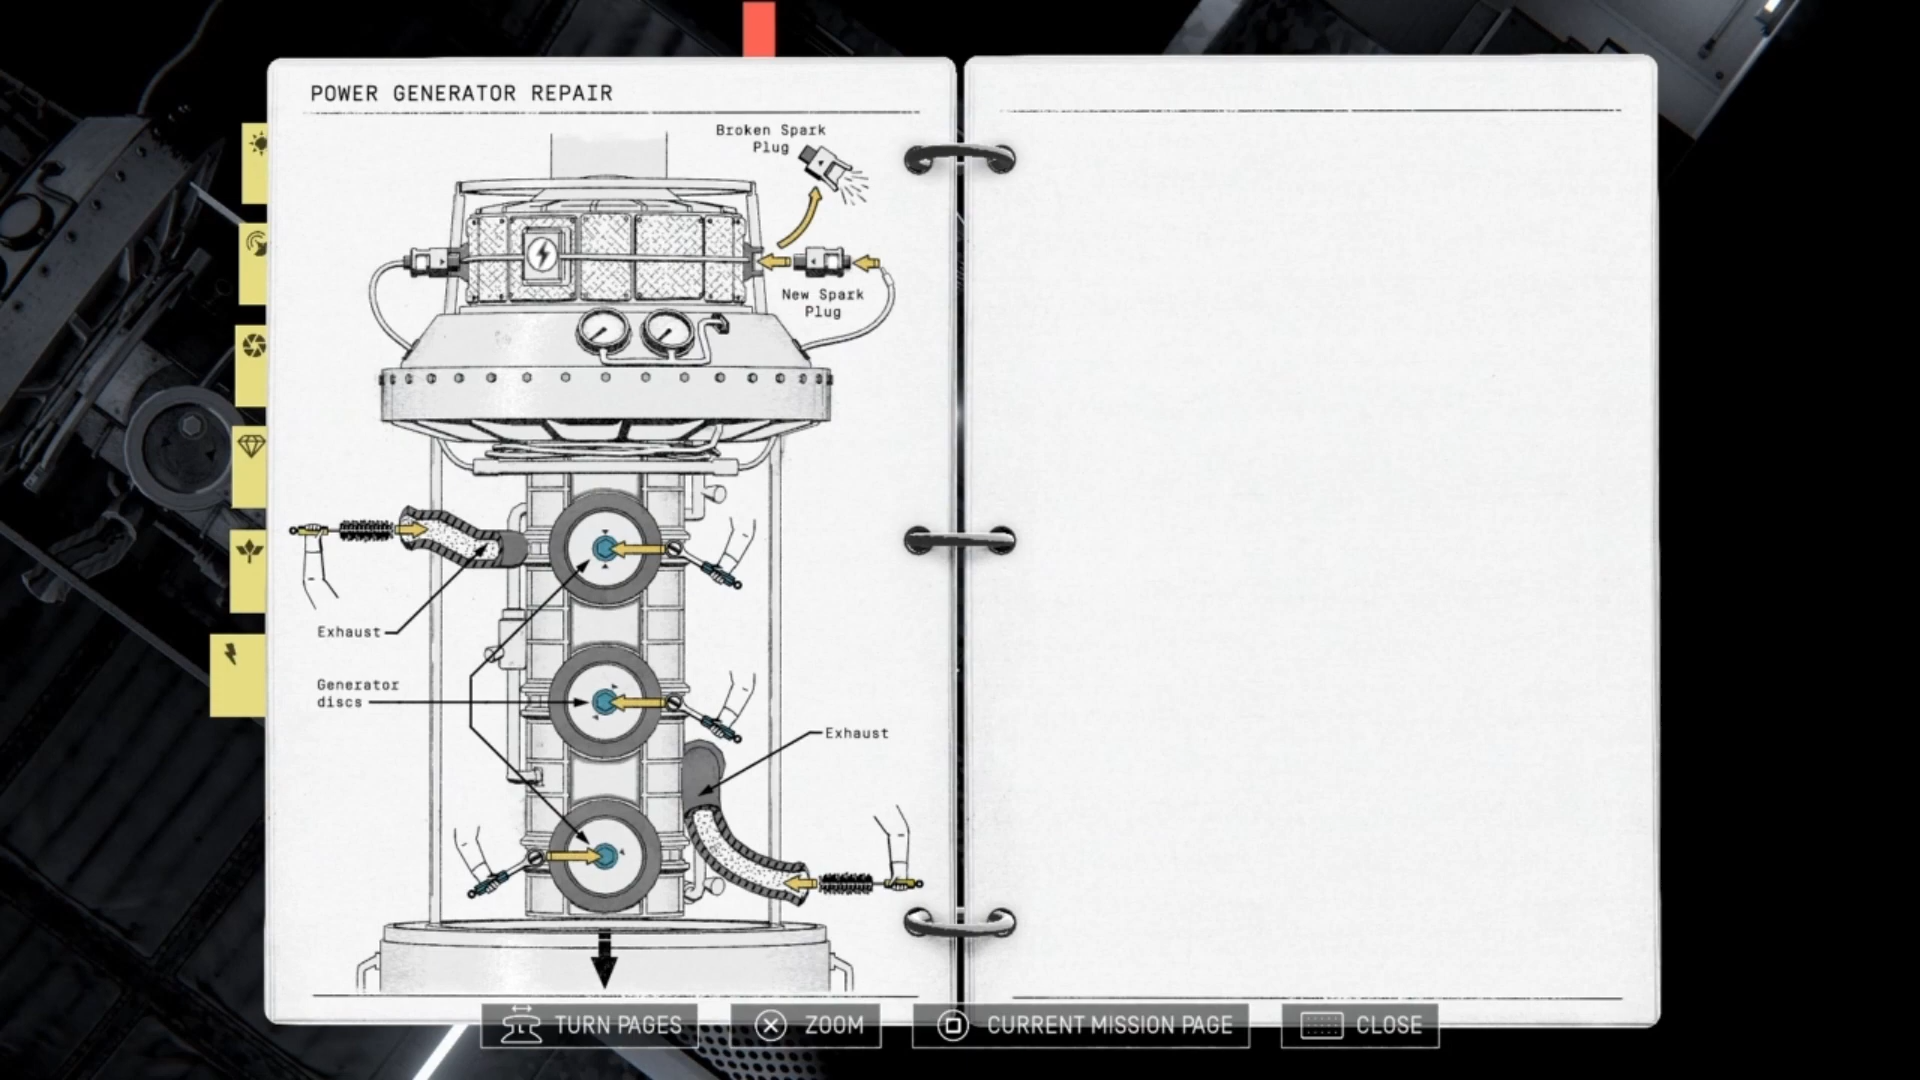 POWER GENERATOR REPAIR
Broken Spark
Plug
New Spark
Plug
Exhaust
Generator
discs
Exhaust
TURN PAGES
ZOOM
CURRENT MISSION PAGE
CLOSE